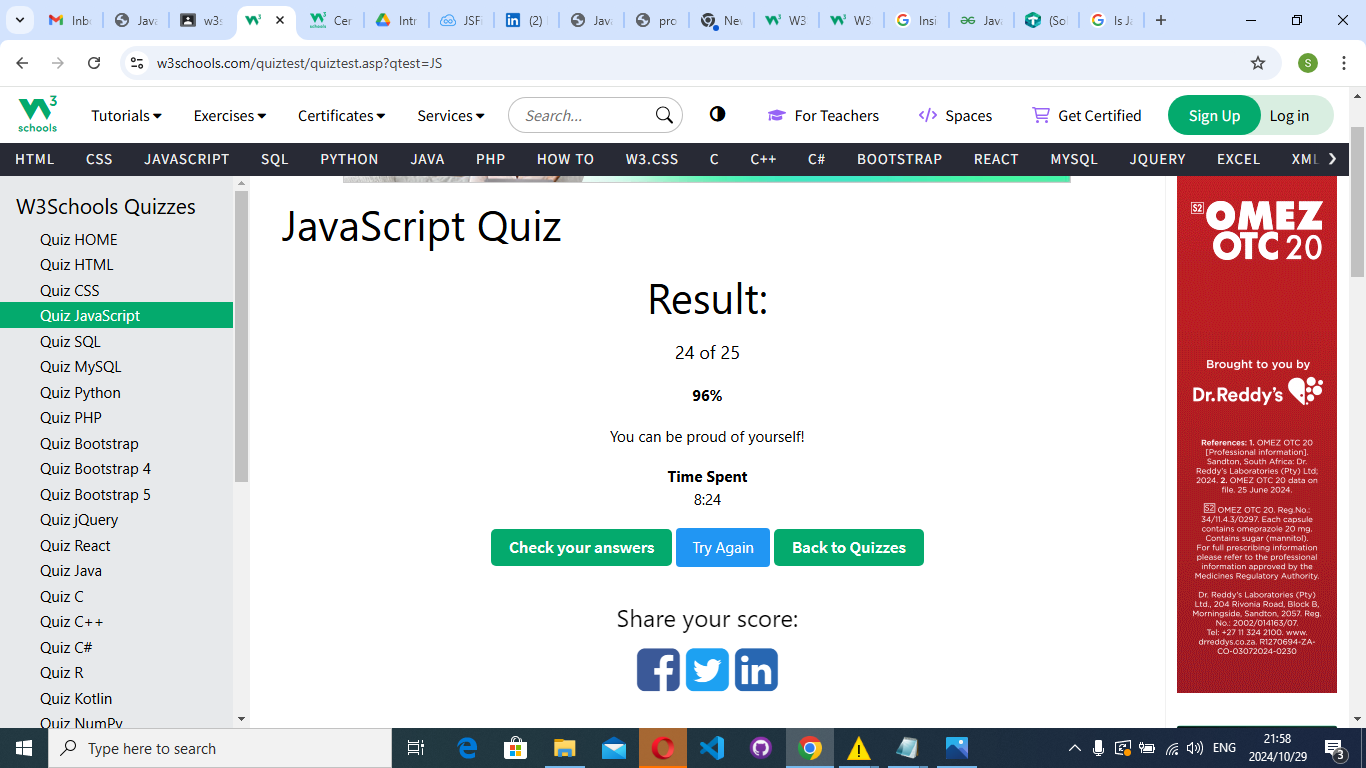 Inbo
Java
w3s
Cer
Intr
JSFi
(2)
Java
pro
Nev
W3
W3
Insi
Java
(Sol
Is Ja
w3schools.com/quiztest/quiztest.asp?qtest=JS
S
W3 schools
Tutorials
Exercises
Certificates
Services
Search...
For Teachers
Spaces
Get Certified
Sign Up
Log in
HTML
CSS
JAVASCRIPT
SQL
PYTHON
JAVA
PHP
HOW TO
W3.CSS
C
C++
C#
BOOTSTRAP
REACT
MYSQL
JQUERY
EXCEL
XML
W3Schools Quizzes
Quiz HOME
Quiz HTML
Quiz CSS
Quiz JavaScript
Quiz SQL
Quiz MySQL
Quiz Python
Quiz PHP
Quiz Bootstrap
Quiz Bootstrap 4
Quiz Bootstrap 5
Quiz jQuery
Quiz React
Quiz Java
Quiz C
Quiz C++
Quiz C#
Quiz R
Quiz Kotlin
Quiz NumPy
JavaScript Quiz
Result:
24 of 25
96%
You can be proud of yourself!
Time Spent
8:24
Check your answers
Try Again
Back to Quizzes
Share your score:
S2 OMEZ
OTC 20
Brought to you by
Dr.Reddy's
References: 1. OMEZ OTC 20
[Professional information].
Sandton, South Africa: Dr.
Reddy's Laboratories (Pty) Ltd;
2024. 2. OMEZ OTC 20 data on
file. 25 June 2024.
S2 OMEZ OTC 20. Reg.No.:
34/11.4.3/0297. Each capsule
contains omeprazole 20 mg.
Contains sugar (mannitol).
For full prescribing information
please refer to the professional
information approved by the
Medicines Regulatory Authority.
Dr. Reddy's Laboratories (Pty)
Ltd., 204 Rivonia Road, Block B,
Morningside, Sandton, 2057. Reg.
No.: 2002/014163/07.
Tel: +27 11 324 2100. www.
drreddys.co.za. R1270694-ZA-
CO-03072024-0230
Type here to search
ENG
21:58
2024/10/29
3